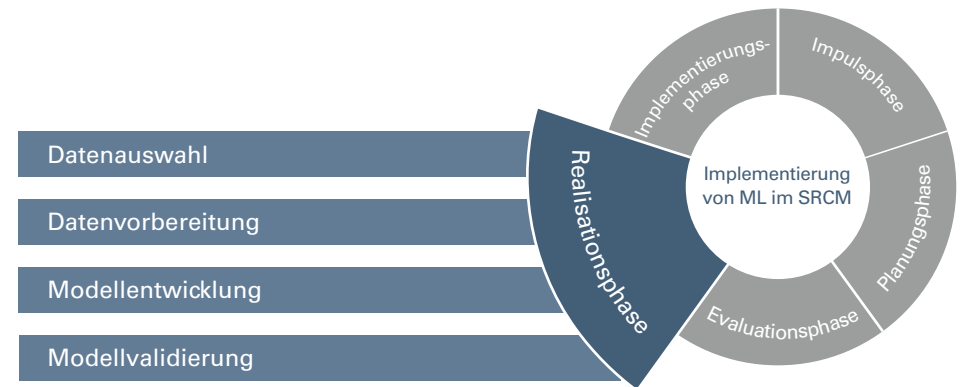 Datenauswahl
Datenvorbereitung
Modellentwicklung
Modellvalidierung
Realisationsphase
Implementierungs-
phase
Impulsphase
Planungsphase
Evaluationsphase
Implementierung
von ML im SRCM